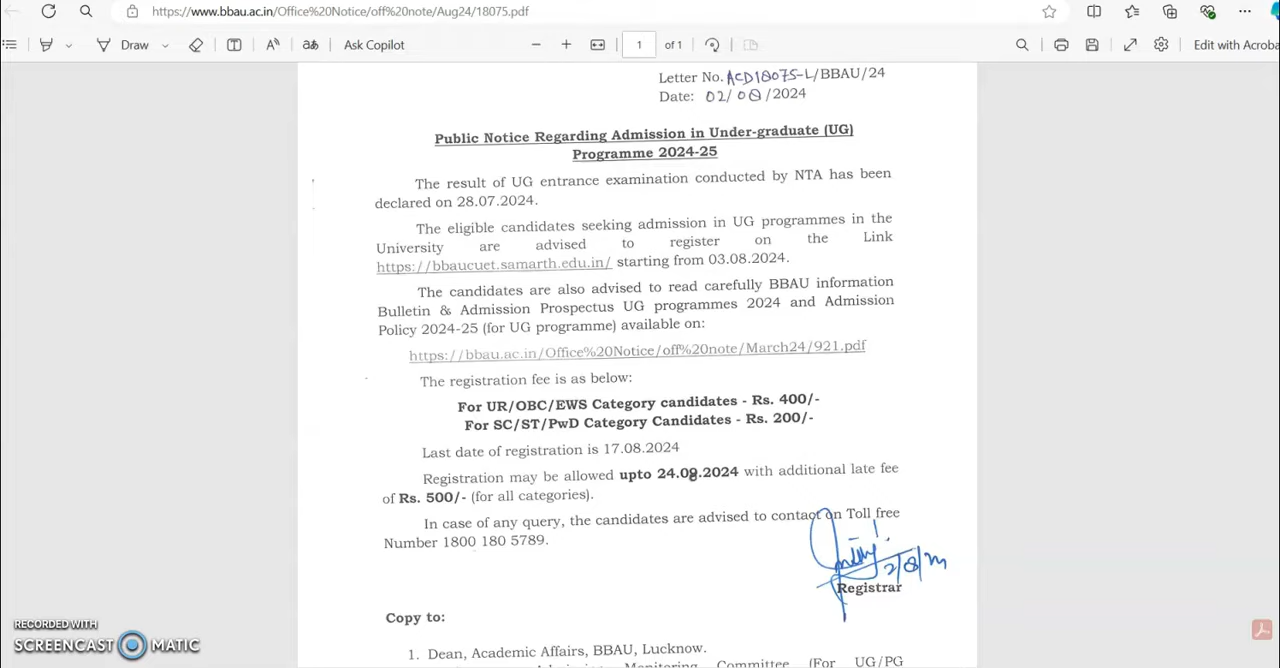 https://www.bbau.ac.in/Office%20Notice/off%20note/Aug24/18075.pdf
Draw
Ask Copilot
1 of 1
Edit with Acroba
Letter No. ACD18075-L/BBAU/24
Date: 02/08/2024
Public Notice Regarding Admission in Under-graduate (UG)
Programme 2024-25
The result of UG entrance examination conducted by NTA has been
declared on 28.07.2024.
The eligible candidates seeking admission in UG programmes in the
University are advised to register on the Link
https://bbaucuet.samarth.edu.in/ starting from 03.08.2024.
The candidates are also advised to read carefully BBAU information
Bulletin & Admission Prospectus UG programmes 2024 and Admission
Policy 2024-25 (for UG programme) available on:
https://bbau.ac.in/Office%20Notice/off%20note/March24/921.pdf
The registration fee is as below:
For UR/OBC/EWS Category candidates - Rs. 400/-
For SC/ST/PwD Category Candidates - Rs. 200/-
Last date of registration is 17.08.2024
Registration may be allowed upto 24.08.2024 with additional late fee
of Rs. 500/- (for all categories).
In case of any query, the candidates are advised to contact on Toll free
Number 1800 180 5789.
Registrar
Copy to:
1. Dean, Academic Affairs, BBAU, Lucknow.
Monitoring Committee (For UG/PG
RECORDED WITH
SCREENCAST MATIC